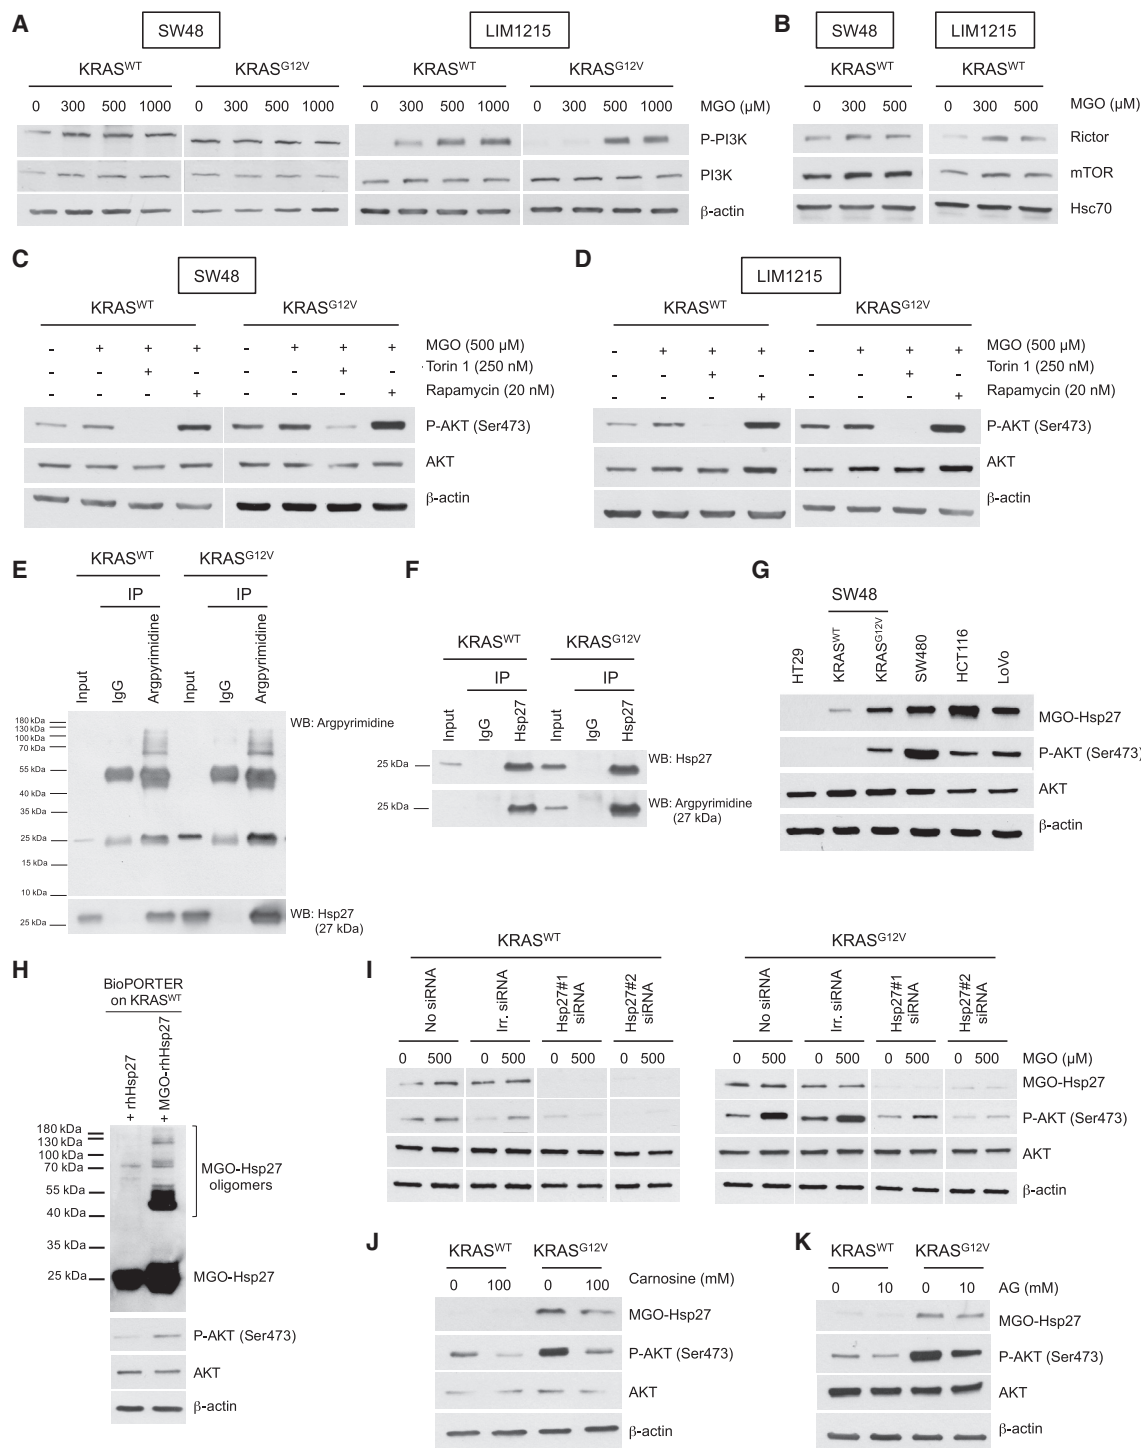 A
SW48
LIM1215
KRASWT KRASG12V KRASWT KRASG12V
0 300 500 1000 0 300 500 1000 0 300 500 1000 0 300 500 1000 MGO (μM)
P-PI3K
PI3K
β-actin
B
SW48 LIM1215
KRASWT KRASWT
0 300 500 0 300 500 MGO (μM)
Rictor
mTOR
Hsc70
C
SW48
KRASWT KRASG12V
- + + + - + + + MGO (500 μM)
- - + - - - + - Torin 1 (250 nM)
- - - + - - - + Rapamycin (20 nM)
P-AKT (Ser473)
AKT
β-actin
D
LIM1215
KRASWT KRASG12V
- + + + - + + + MGO (500 μM)
- - + - - - + - Torin 1 (250 nM)
- - - + - - - + Rapamycin (20 nM)
P-AKT (Ser473)
AKT
β-actin
E
KRASWT KRASG12V
IP IP
Input IgG Argpyrimidine Input IgG Argpyrimidine
180 kDa
130 kDa
100 kDa
70 kDa
55 kDa
40 kDa
35 kDa
25 kDa
15 kDa
10 kDa
25 kDa
WB: Argpyrimidine
WB: Hsp27
(27 kDa)
F
KRASWT KRASG12V
IP IP
Input IgG Hsp27 Input IgG Hsp27
25 kDa WB: Hsp27
25 kDa WB: Argpyrimidine
(27 kDa)
G
SW48
HT29 KRASWT KRASG12V SW480 HCT116 LoVo
MGO-Hsp27
P-AKT (Ser473)
AKT
β-actin
H
BioPORTER
on KRASWT
+ rhHsp27 + MGO-rhHsp27
180 kDa
130 kDa
100 kDa
70 kDa
55 kDa
40 kDa
35 kDa
25 kDa
MGO-Hsp27
oligomers
MGO-Hsp27
P-AKT (Ser473)
AKT
β-actin
I
KRASWT KRASG12V
No siRNA Irr. siRNA Hsp27#1 siRNA Hsp27#2 siRNA No siRNA Irr. siRNA Hsp27#1 siRNA Hsp27#2 siRNA
0 500 0 500 0 500 0 500 0 500 0 500 0 500 0 500 MGO (μM)
MGO-Hsp27
P-AKT (Ser473)
AKT
β-actin
J
KRASWT KRASG12V
0 100 0 100 Carnosine (mM)
MGO-Hsp27
P-AKT (Ser473)
AKT
β-actin
K
KRASWT KRASG12V
0 10 0 10 AG (mM)
MGO-Hsp27
P-AKT (Ser473)
AKT
β-actin